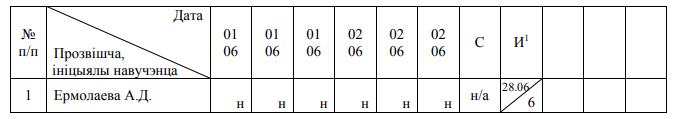 Дата
№ п/п
Прозвішча, ініцыялы навучэнца
01 06 01 06 01 06 02 06 02 06 02 06 С И1
1 Ермолаева А.Д. н н н н н н н/а 28.06 6